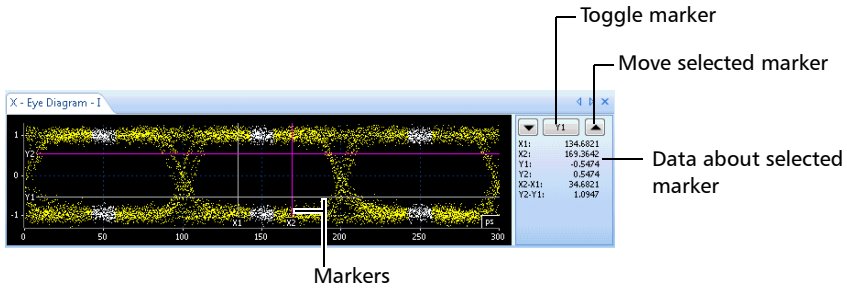 Toggle marker
Move selected marker
X - Eye Diagram - I
Y1
X1: 134.6821
X2: 169.3642
Y1: -0.5474
Y2: 0.5474
X2-X1: 34.6821
Y2-Y1: 1.0947
Data about selected
marker
1
Y2
0
Y1
-1
X1 X2
ps
0 50 100 150 200 250 300
Markers